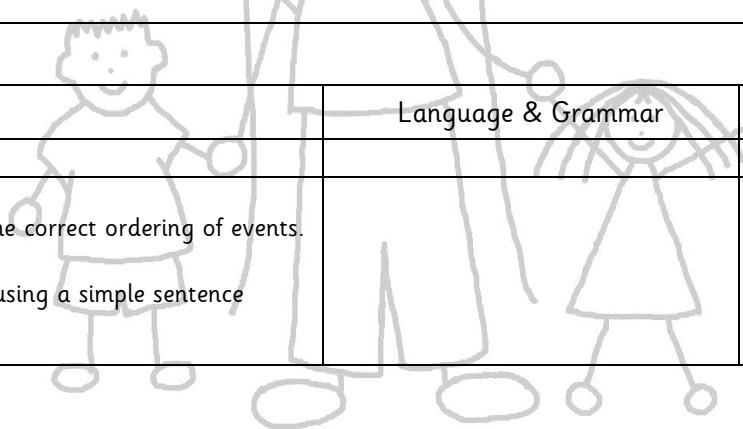 Language & Grammar
correct ordering of events.
using a simple sentence